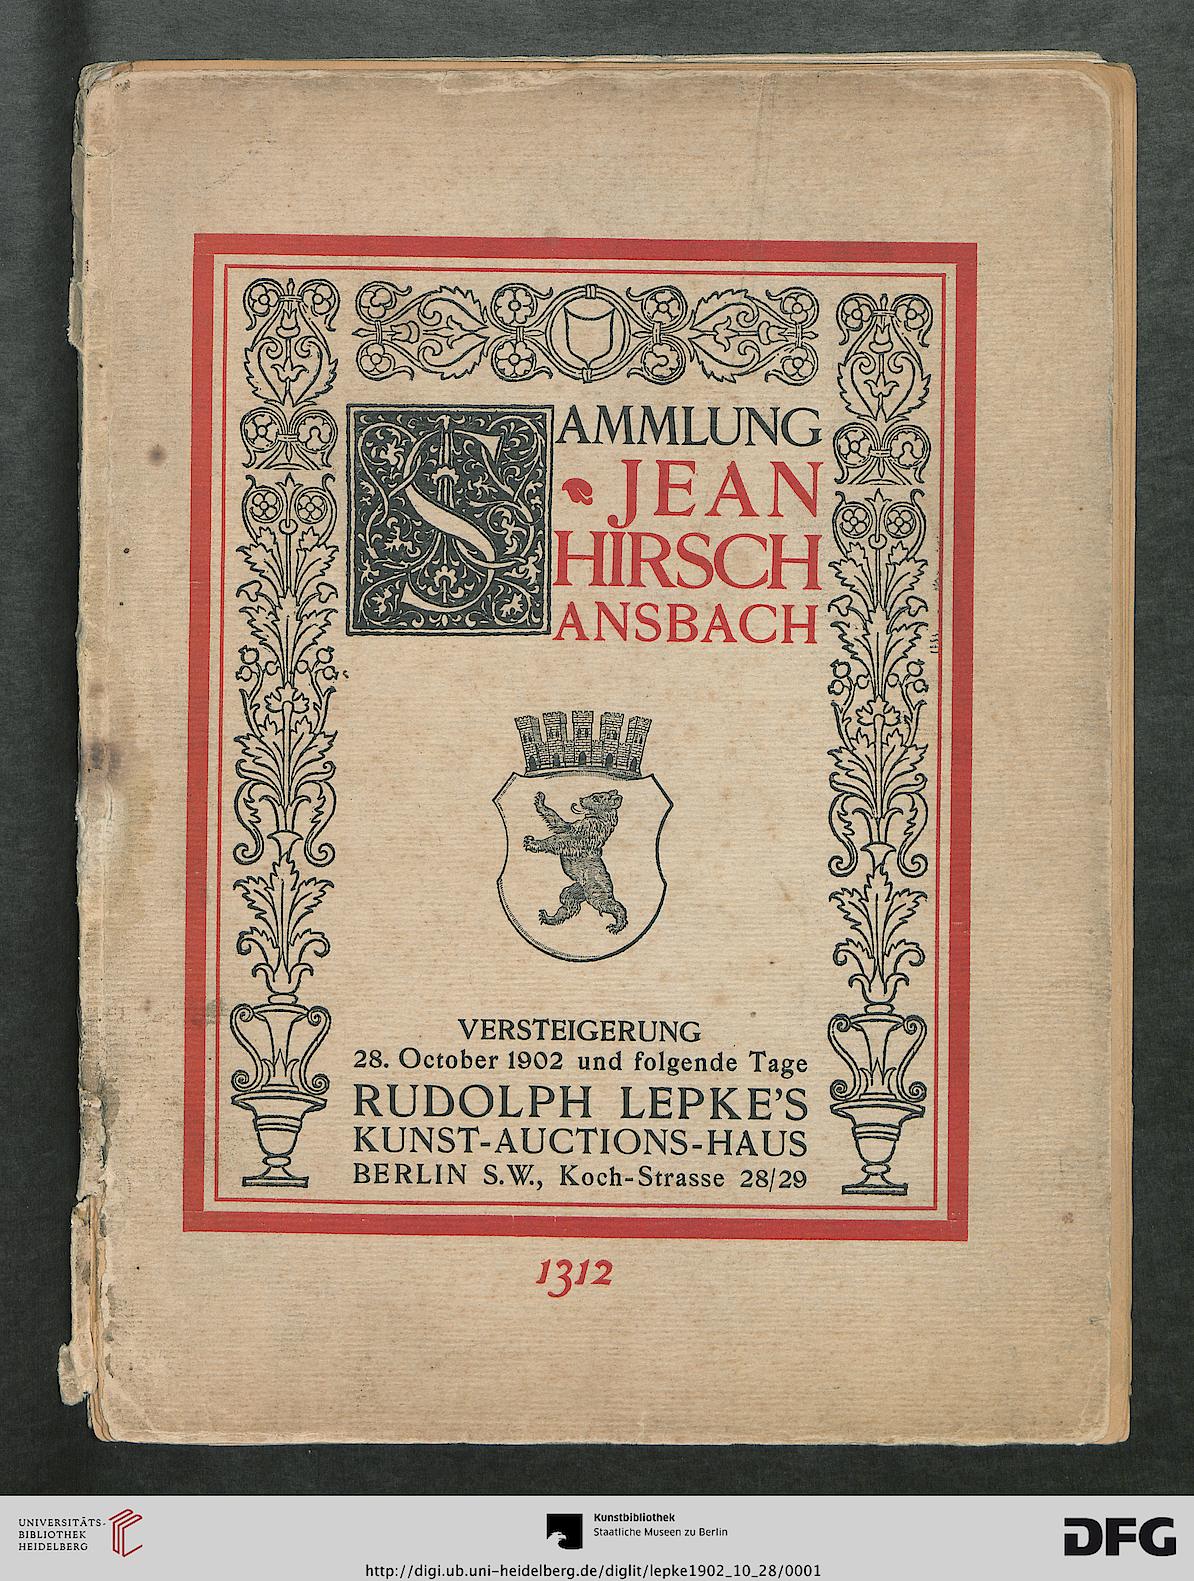 SAMMLUNG
JEAN
HIRSCH
ANSBACH
VERSTEIGERUNG
28. October 1902 und folgende Tage
RUDOLPH LEPKE'S
KUNST-AUCTIONS-HAUS
BERLIN S.W., Koch-Strasse 28/29
1312
UNIVERSITÄTS-
BIBLIOTHEK
HEIDELBERG
Kunstbibliothek
Staatliche Museen zu Berlin
DFG
http://digi.ub.uni-heidelberg.de/diglit/lepke1902_10_28/0001